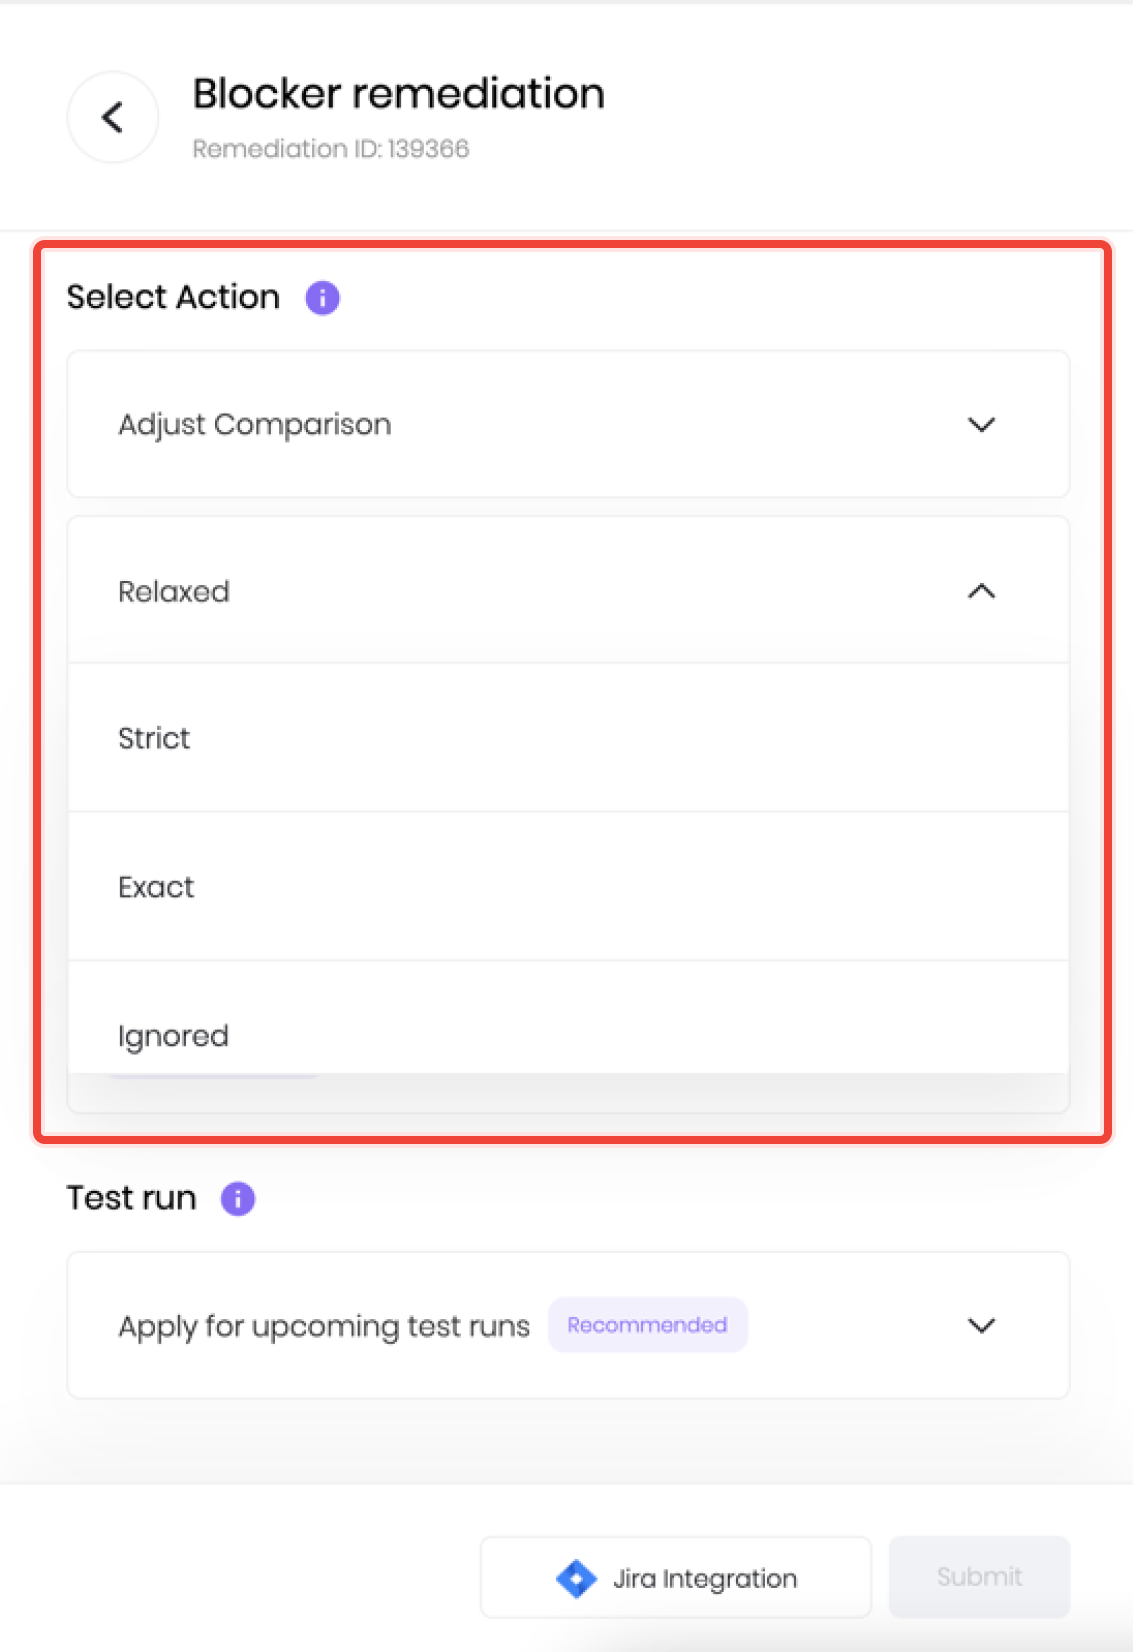 Blocker remediation
Remediation ID: 139366
Select Action
Adjust Comparison
Relaxed
Strict
Exact
Ignored
Test run
Apply for upcoming test runs Recommended
Jira Integration
Submit